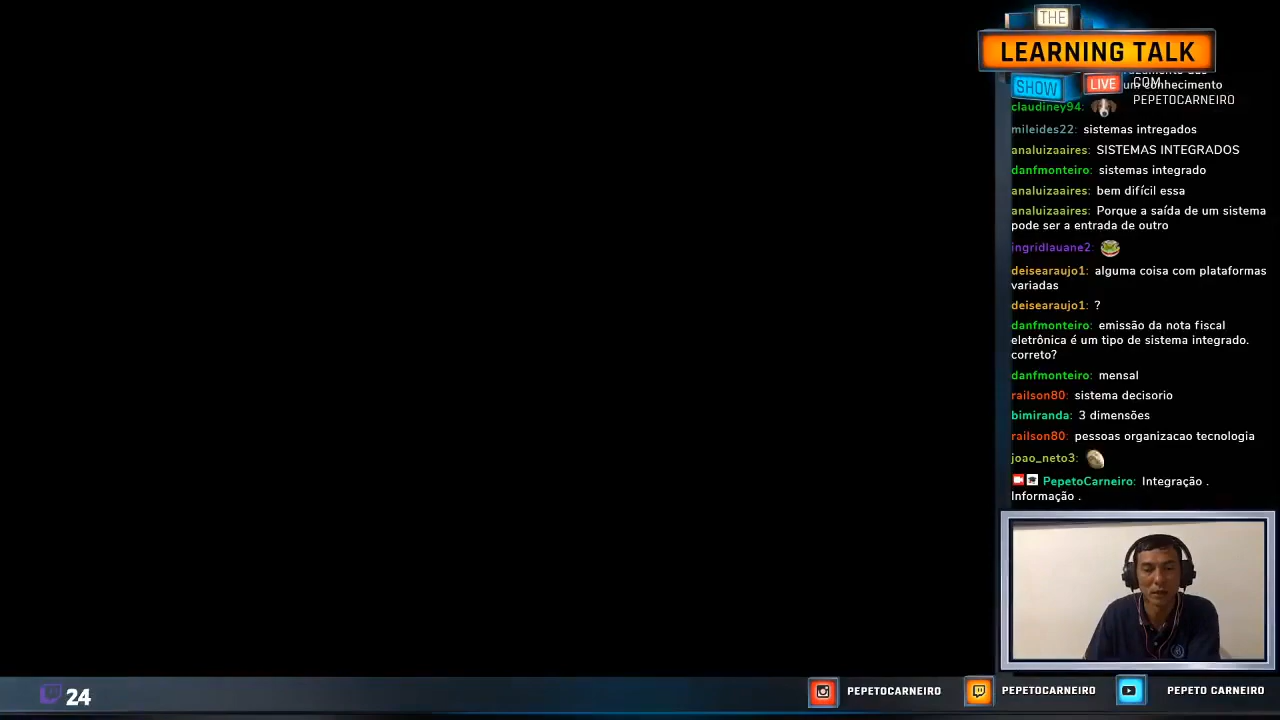 THE
LEARNING TALK
SHOW
LIVE
COM
PEPETOCARNEIRO
um conhecimento
claudiney94:
mileides22: sistemas intregados
analuizaaires: SISTEMAS INTEGRADOS
danfmonteiro: sistemas integrado
analuizaaires: bem difícil essa
analuizaaires: Porque a saída de um sistema
pode ser a entrada de outro
ingridlauane2:
deisearaujo1: alguma coisa com plataformas
variadas
deisearaujo1: ?
danfmonteiro: emissão da nota fiscal
eletrônica é um tipo de sistema integrado.
correto?
danfmonteiro: mensal
railson80: sistema decisorio
bimiranda: 3 dimensões
railson80: pessoas organizacao tecnologia
joao_neto3:
PepetoCarneiro: Integração .
Informação .
24
PEPETOCARNEIRO
PEPETOCARNEIRO
PEPETO CARNEIRO